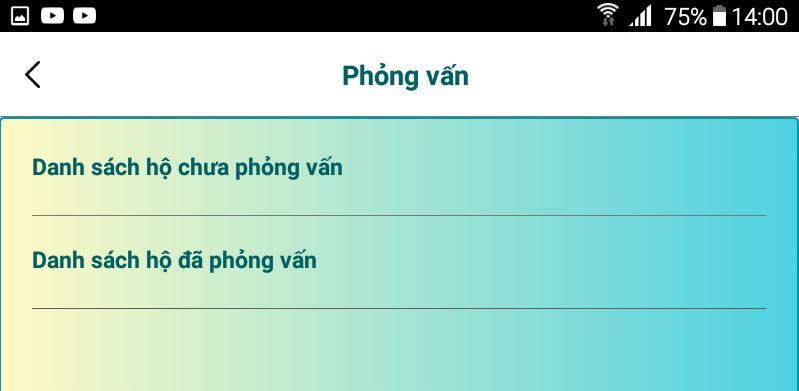 75% 14:00
Phỏng vấn
Danh sách hộ chưa phỏng vấn
Danh sách hộ đã phỏng vấn